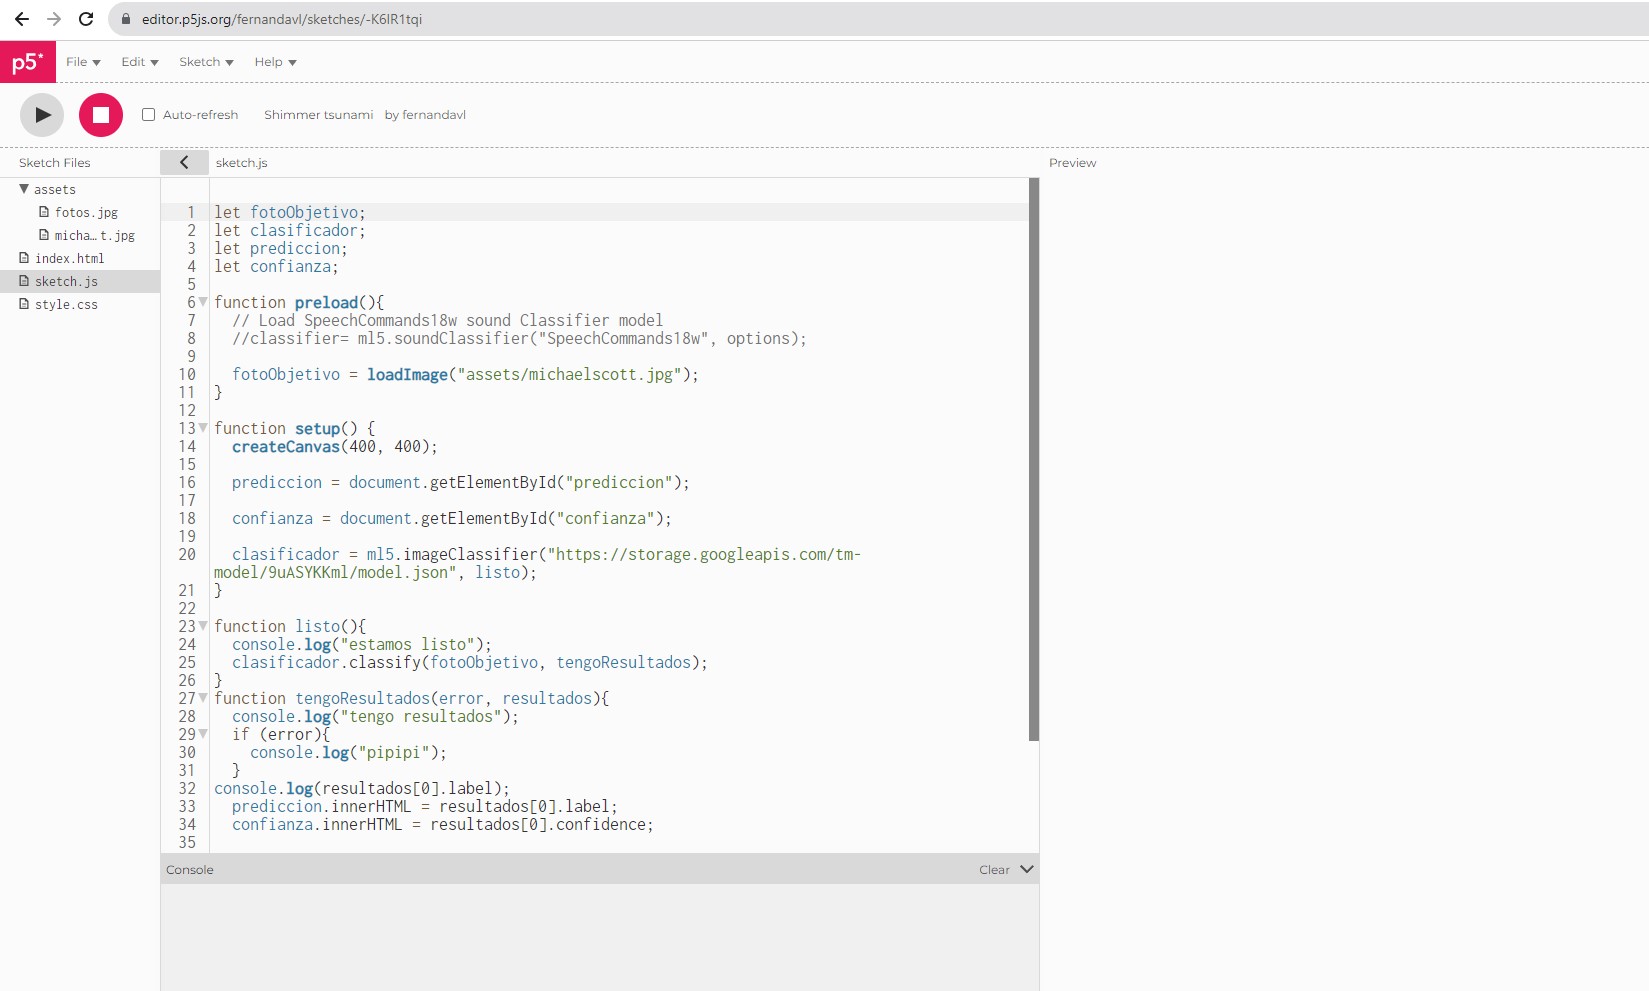 editor.p5js.org/fernandavl/sketches/-K6lR1tqi
p5* File Edit Sketch Help
Auto-refresh Shimmer tsunami by fernandavl
Sketch Files sketch.js Preview
assets
fotos.jpg
micha…t.jpg
index.html
sketch.js
style.css
1 let fotoObjetivo;
2 let clasificador;
3 let prediccion;
4 let confianza;
5
6 function preload(){
7 // Load SpeechCommands18w sound Classifier model
8 //classifier= ml5.soundClassifier("SpeechCommands18w", options);
9
10 fotoObjetivo = loadImage("assets/michaelscott.jpg");
11 }
12
13 function setup() {
14 createCanvas(400, 400);
15
16 prediccion = document.getElementById("prediccion");
17
18 confianza = document.getElementById("confianza");
19
20 clasificador = ml5.imageClassifier("https://storage.googleapis.com/tm-
model/9uASYKKml/model.json", listo);
21 }
22
23 function listo(){
24 console.log("estamos listo");
25 clasificador.classify(fotoObjetivo, tengoResultados);
26 }
27 function tengoResultados(error, resultados){
28 console.log("tengo resultados");
29 if (error){
30 console.log("pipipi");
31 }
32 console.log(resultados[0].label);
33 prediccion.innerHTML = resultados[0].label;
34 confianza.innerHTML = resultados[0].confidence;
35
Console Clear